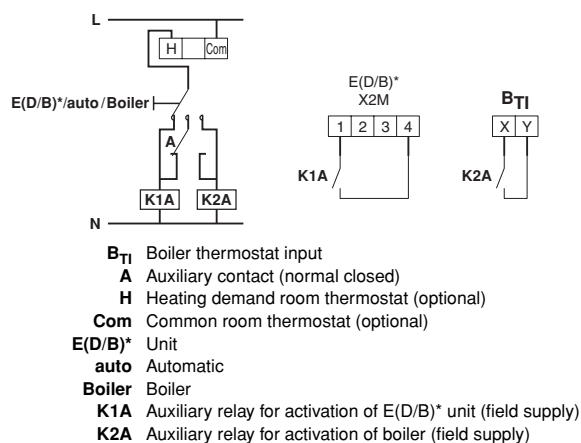 L
H Com
E(D/B)*/auto/Boiler
A
K1A K2A
N
E(D/B)*
X2M
1 2 3 4
K1A
BTI
X Y
K2A
BTI Boiler thermostat input
A Auxiliary contact (normal closed)
H Heating demand room thermostat (optional)
Com Common room thermostat (optional)
E(D/B)* Unit
auto Automatic
Boiler Boiler
K1A Auxiliary relay for activation of E(D/B)* unit (field supply)
K2A Auxiliary relay for activation of boiler (field supply)